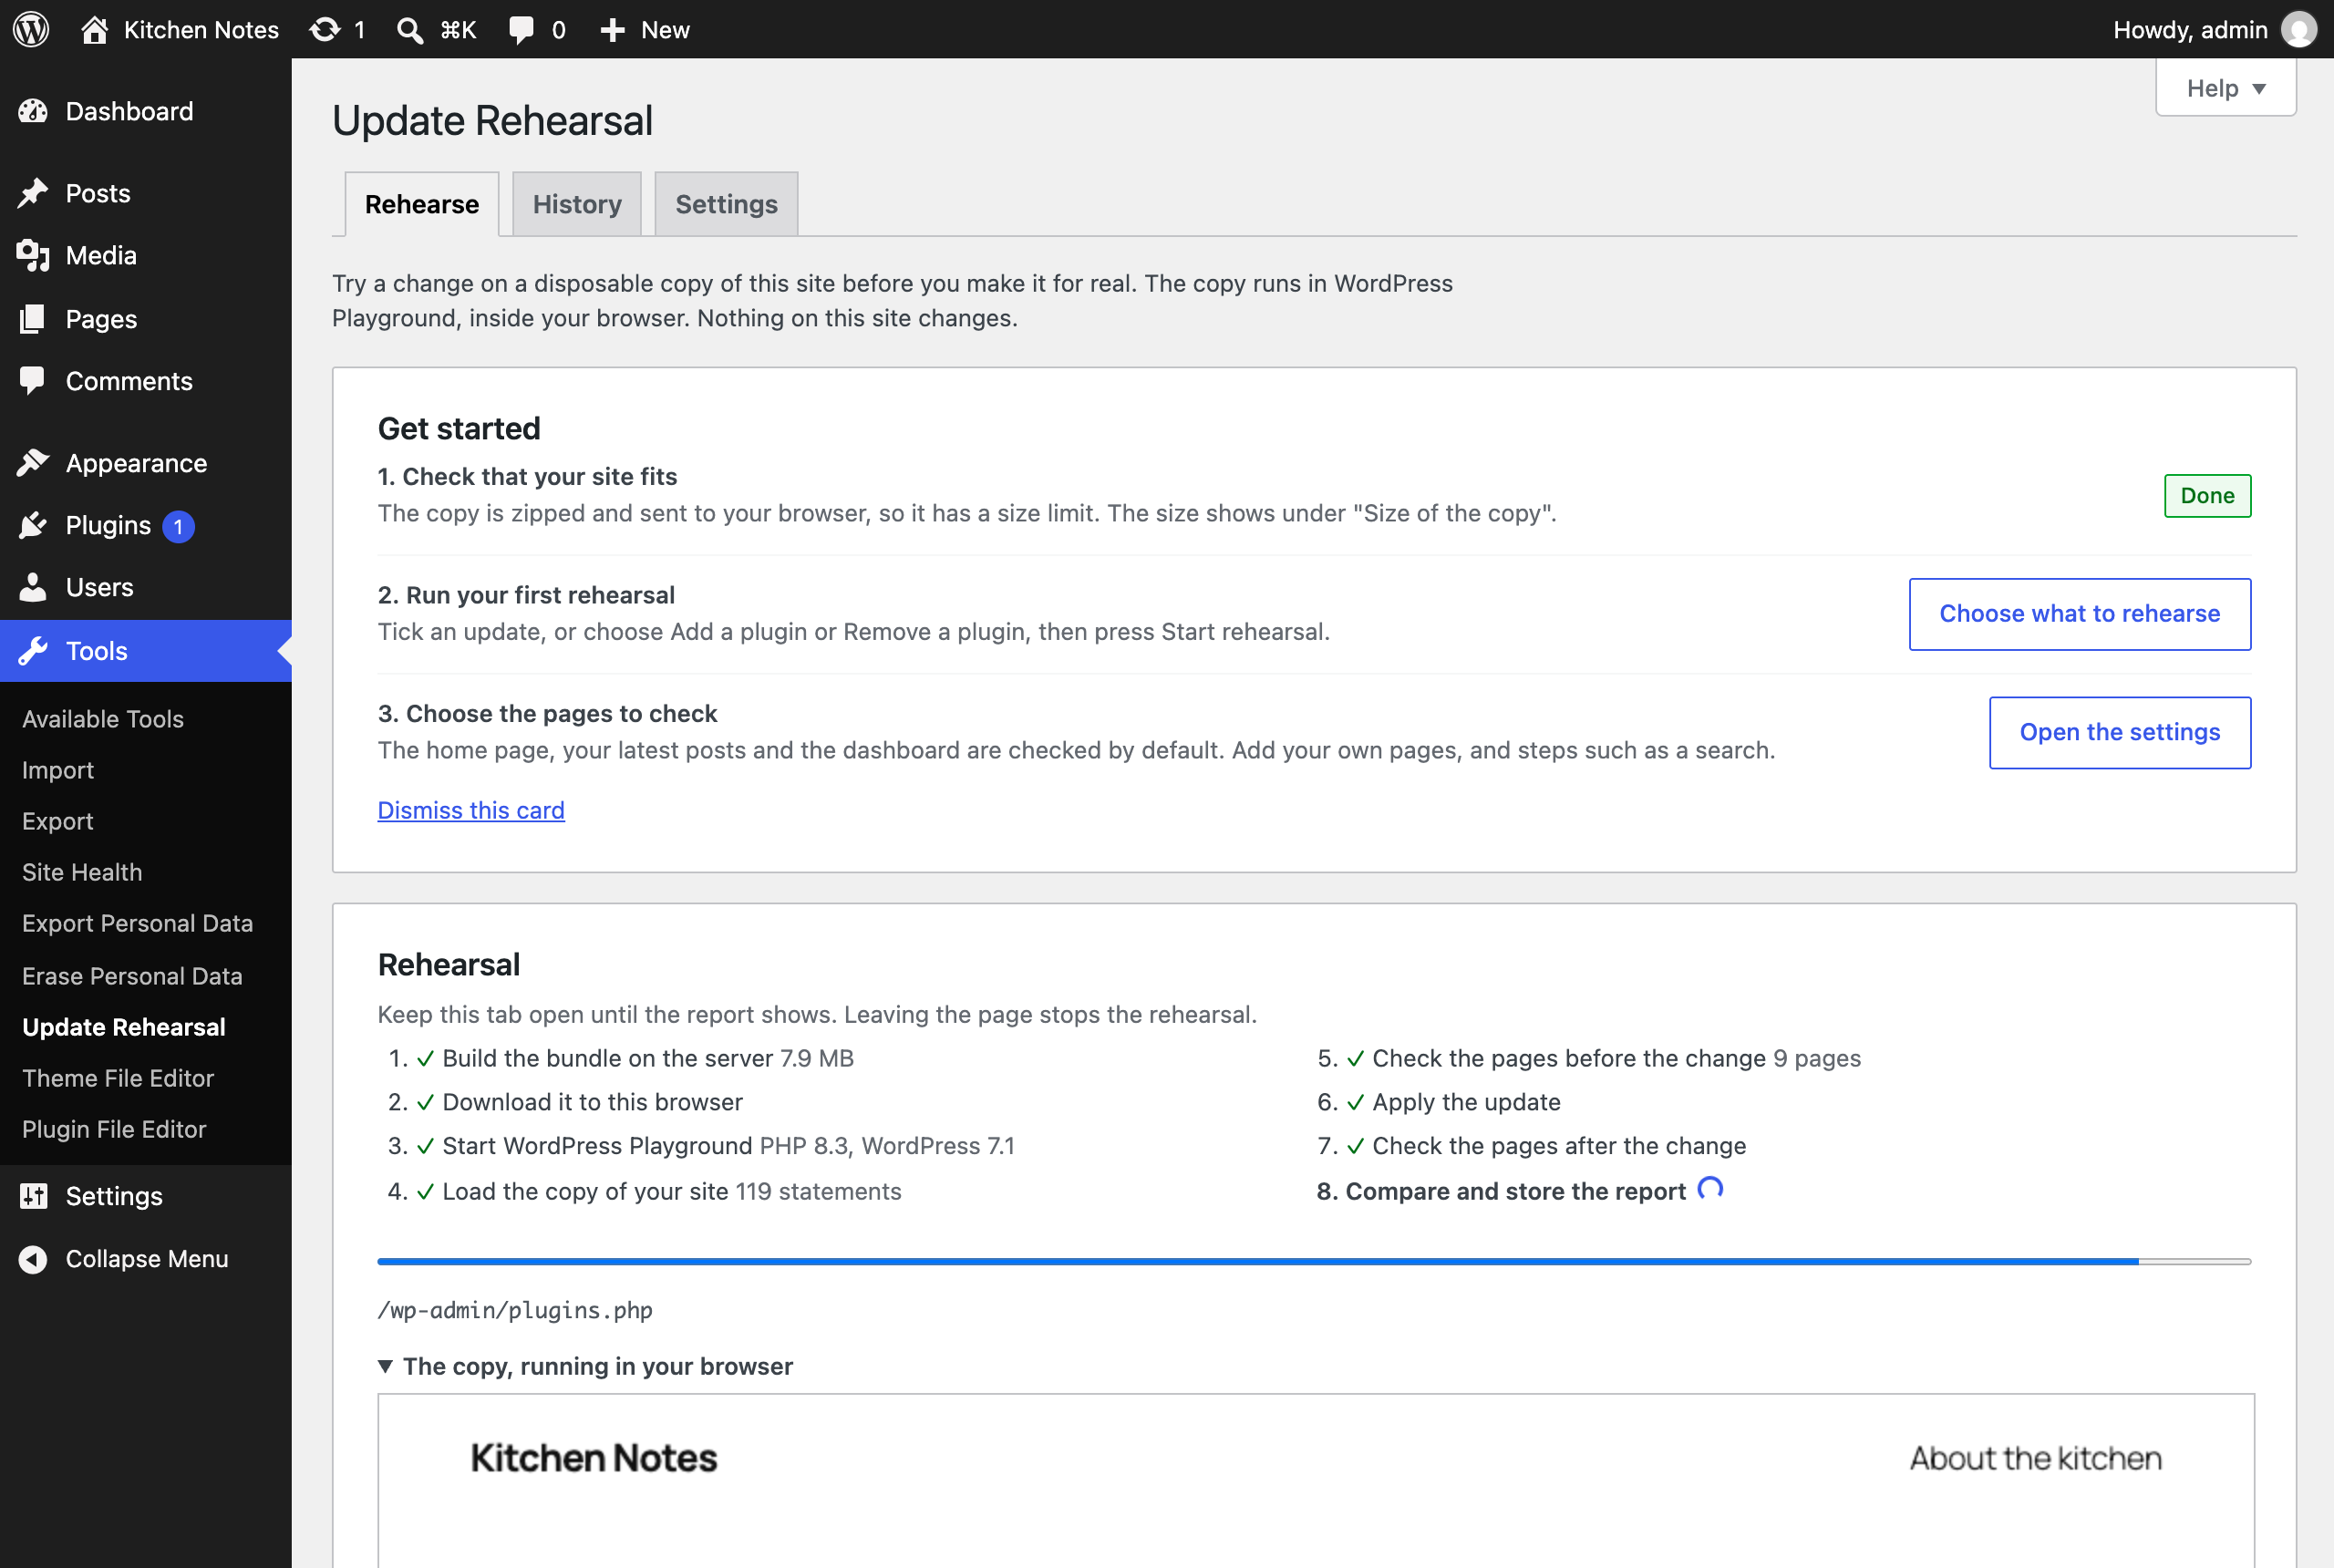 Kitchen Notes
1
⌘K
0
New
Howdy, admin
Dashboard
Posts
Media
Pages
Comments
Appearance
Plugins 1
Users
Tools
Available Tools
Import
Export
Site Health
Export Personal Data
Erase Personal Data
Update Rehearsal
Theme File Editor
Plugin File Editor
Settings
Collapse Menu
Help ▼
Update Rehearsal
Rehearse
History
Settings
Try a change on a disposable copy of this site before you make it for real. The copy runs in WordPress
Playground, inside your browser. Nothing on this site changes.
Get started
1. Check that your site fits
The copy is zipped and sent to your browser, so it has a size limit. The size shows under "Size of the copy".
Done
2. Run your first rehearsal
Tick an update, or choose Add a plugin or Remove a plugin, then press Start rehearsal.
Choose what to rehearse
3. Choose the pages to check
The home page, your latest posts and the dashboard are checked by default. Add your own pages, and steps such as a search.
Open the settings
Dismiss this card
Rehearsal
Keep this tab open until the report shows. Leaving the page stops the rehearsal.
1. ✓ Build the bundle on the server 7.9 MB
2. ✓ Download it to this browser
3. ✓ Start WordPress Playground PHP 8.3, WordPress 7.1
4. ✓ Load the copy of your site 119 statements
5. ✓ Check the pages before the change 9 pages
6. ✓ Apply the update
7. ✓ Check the pages after the change
8. Compare and store the report
/wp-admin/plugins.php
▼ The copy, running in your browser
Kitchen Notes
About the kitchen